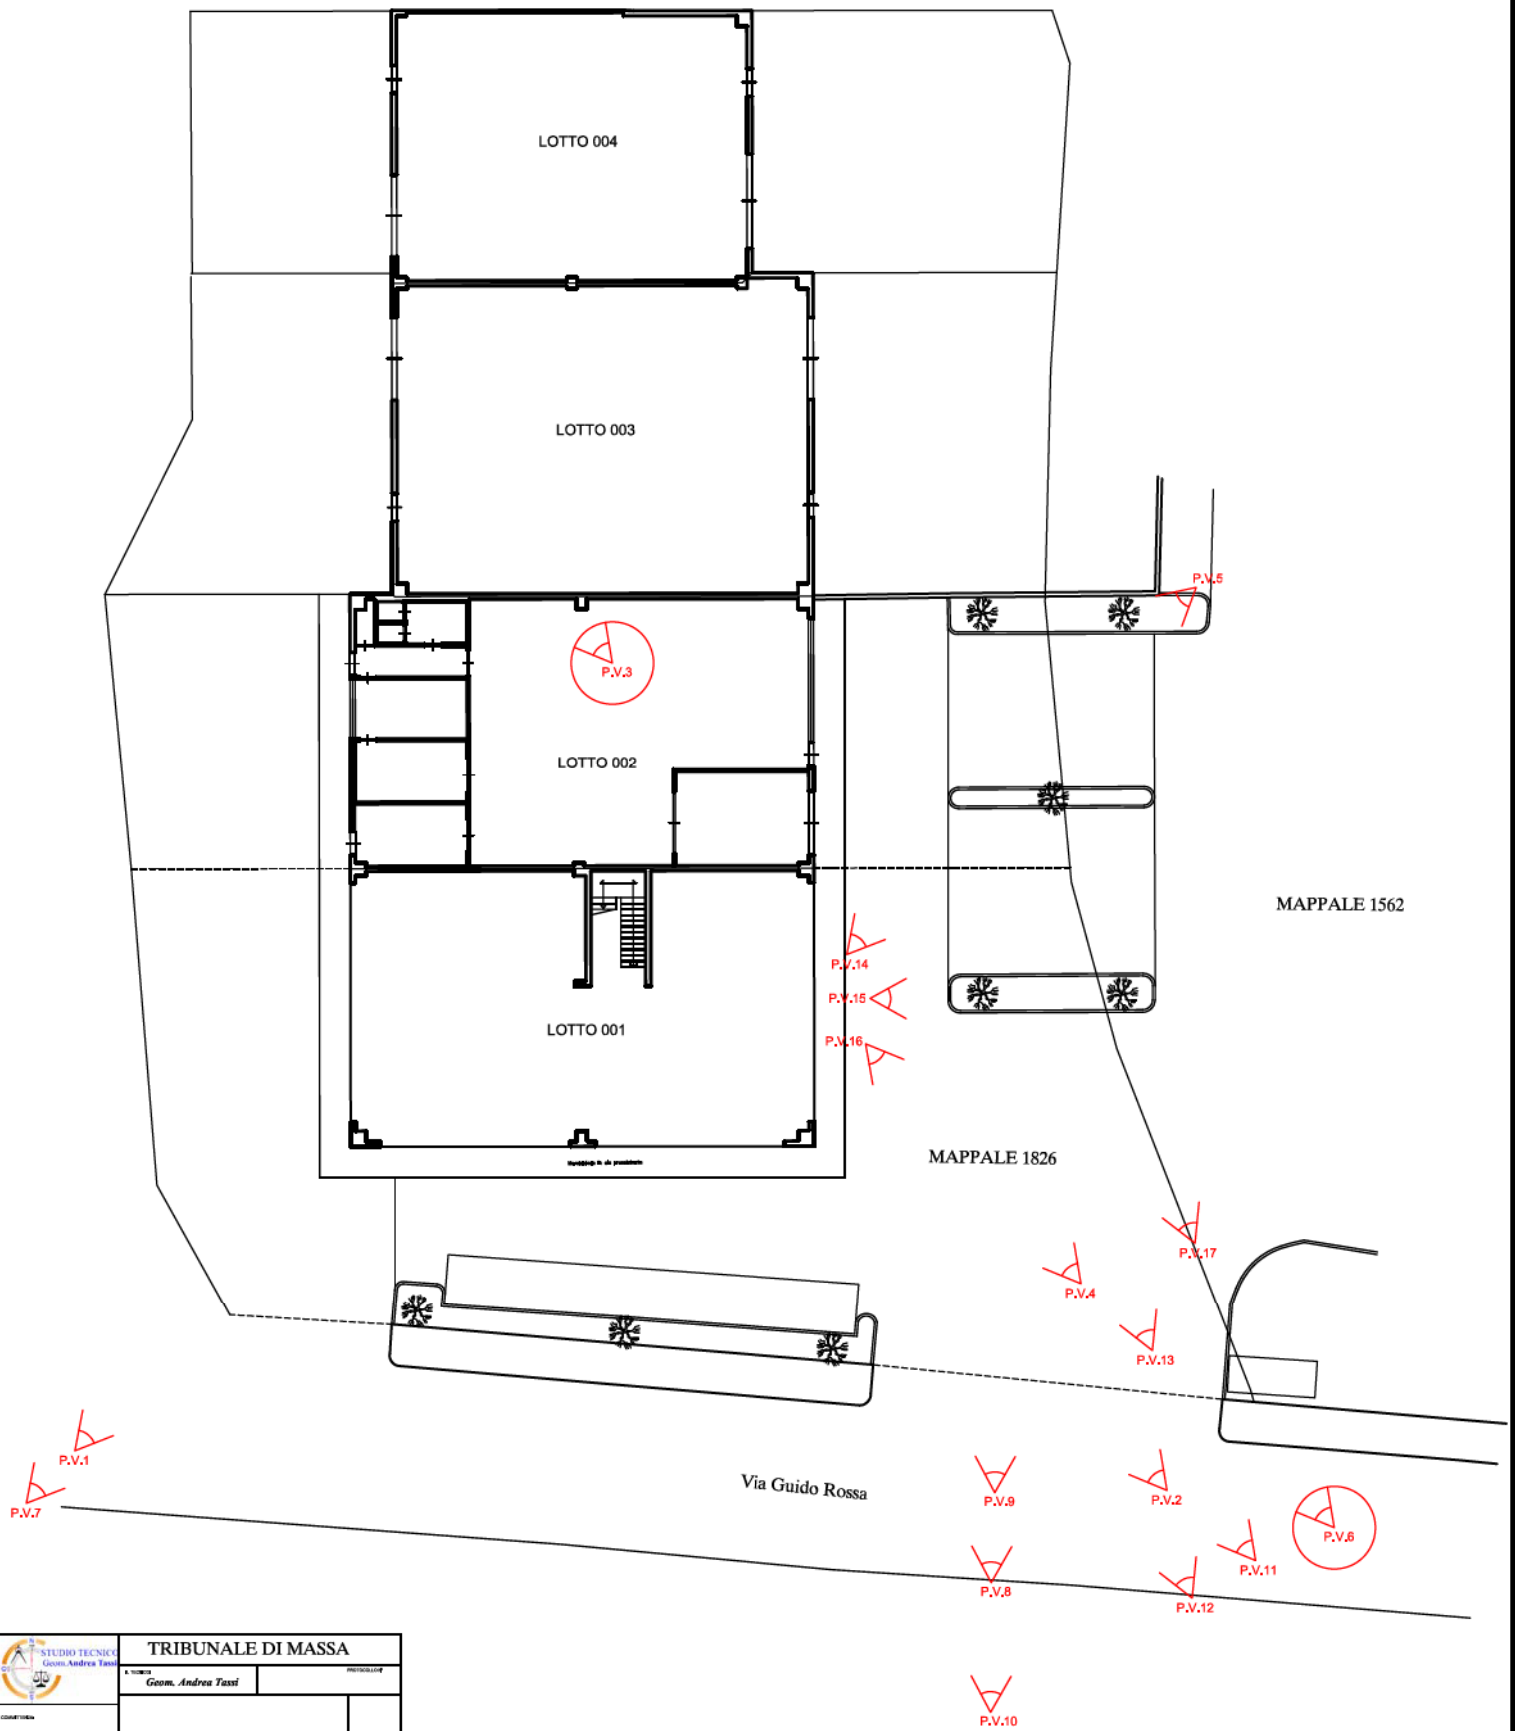 LOTTO 004
LOTTO 003
P.V.5
P.V.3
LOTTO 002
MAPPALE 1562
P.V.14
P.V.15
LOTTO 001
P.V.16
MAPPALE 1826
P.V.17
P.V.4
P.V.13
P.V.1
P.V.7
Via Guido Rossa
P.V.9
P.V.2
P.V.6
P.V.11
P.V.8
P.V.12
STUDIO TECNICO
Geom. Andrea Tassi
TRIBUNALE DI MASSA
Geom. Andrea Tassi
P.V.10